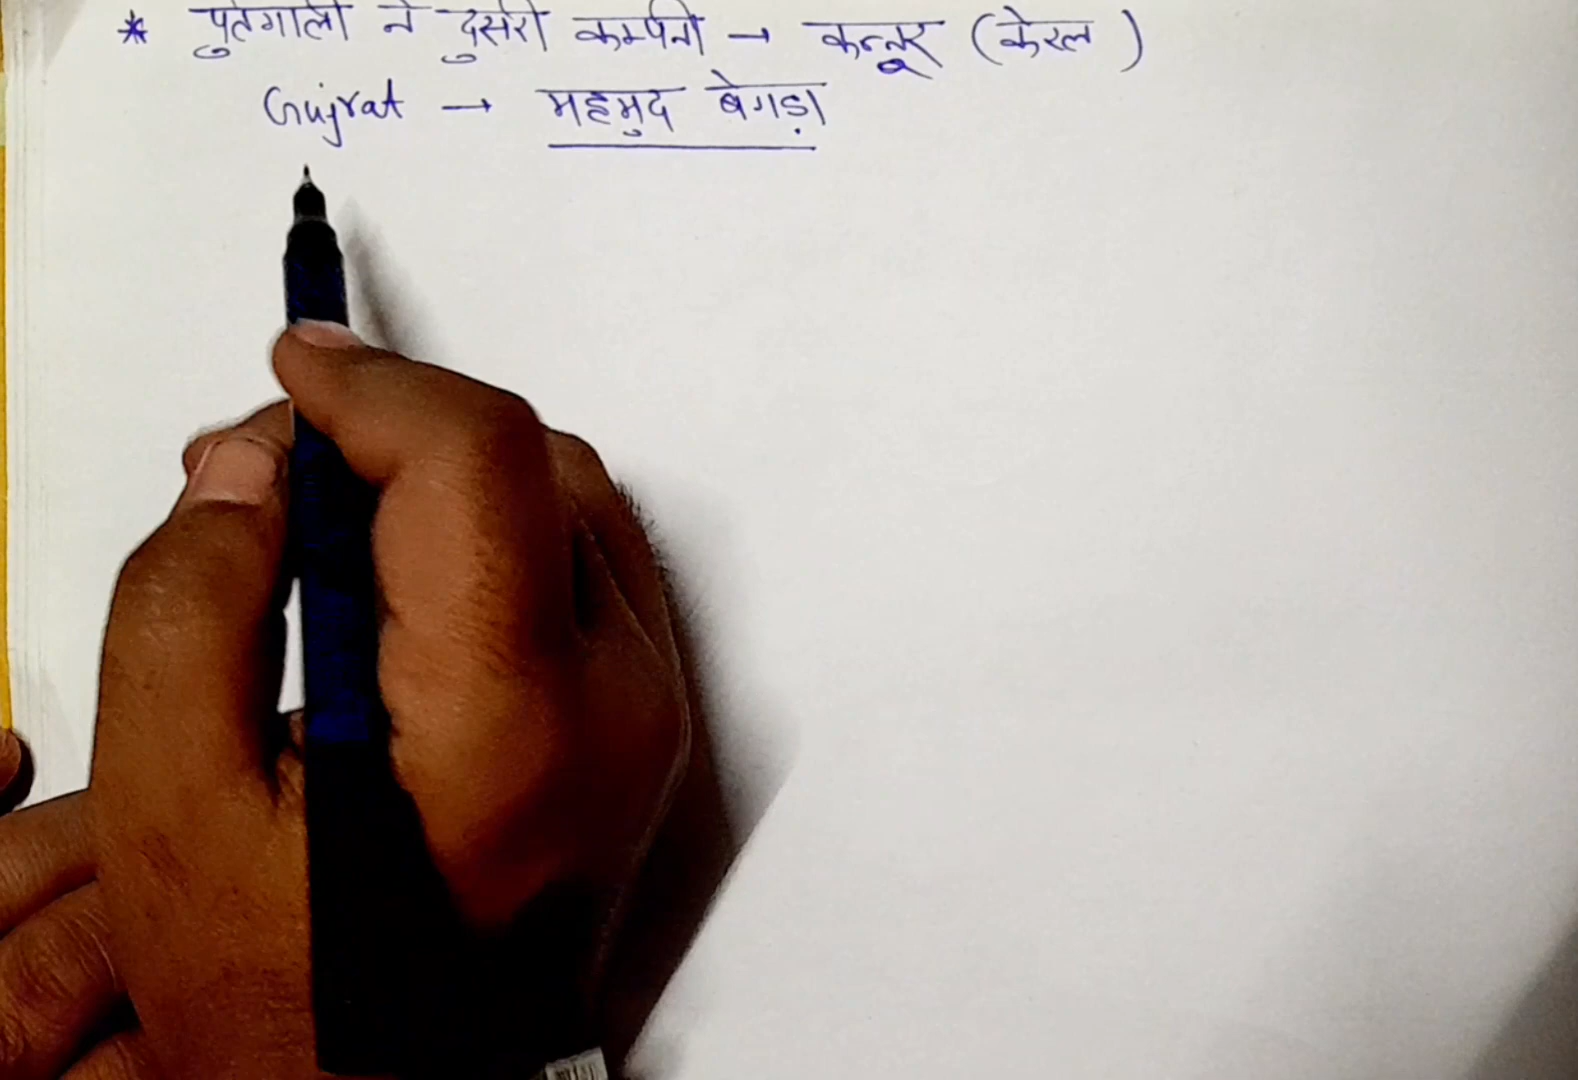 * पुर्तगाली ने दुसरी कम्पनी → कन्नूर (केरल)
Gujrat → महमुद बेगड़ा